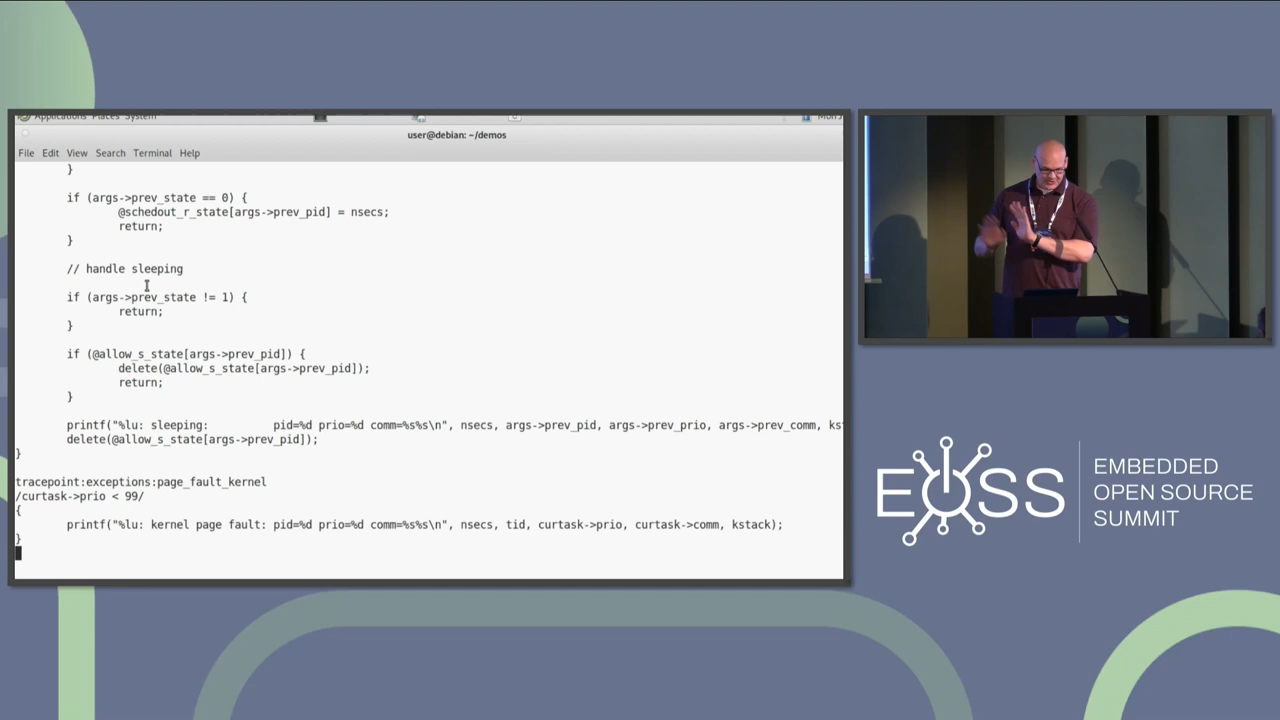 Applications Places System
user@debian: ~/demos
File Edit View Search Terminal Help
}
if (args->prev_state == 0) {
@schedout_r_state[args->prev_pid] = nsecs;
return;
}
// handle sleeping
if (args->prev_state != 1) {
return;
}
if (@allow_s_state[args->prev_pid]) {
delete(@allow_s_state[args->prev_pid]);
return;
}
printf("%lu: sleeping:          pid=%d prio=%d comm=%s%s\n", nsecs, args->prev_pid, args->prev_prio, args->prev_comm, ks
delete(@allow_s_state[args->prev_pid]);
}
tracepoint:exceptions:page_fault_kernel
/curtask->prio < 99/
{
printf("%lu: kernel page fault: pid=%d prio=%d comm=%s%s\n", nsecs, tid, curtask->prio, curtask->comm, kstack);
}
EOSS
EMBEDDED
OPEN SOURCE
SUMMIT